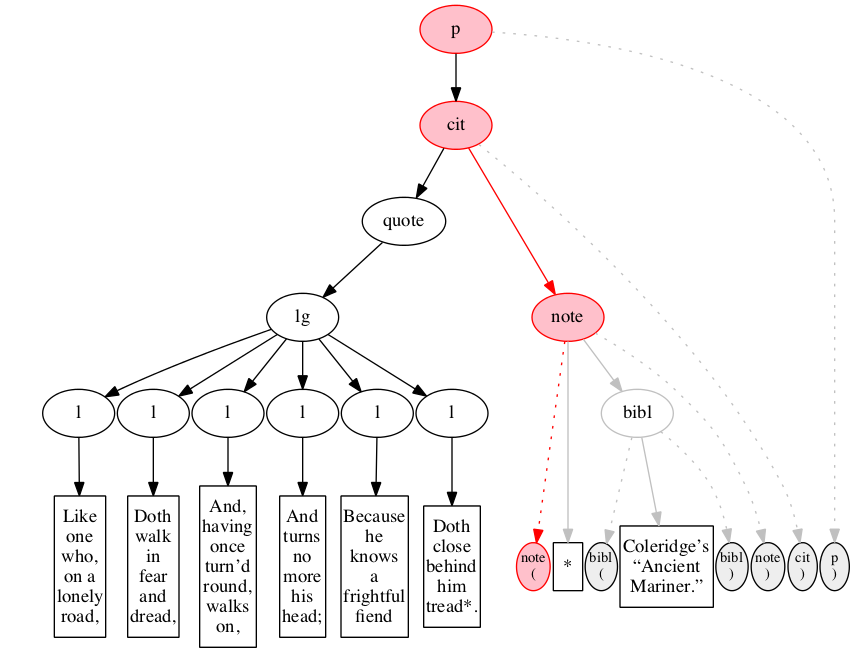 p
cit
quote
lg
note
l
l
l
l
l
l
bibl
Like
one
who,
on a
lonely
road,
Doth
walk
in
fear
and
dread,
And,
having
once
turn’d
round,
walks
on,
And
turns
no
more
his
head;
Because
he
knows
a
frightful
fiend
Doth
close
behind
him
tread*.
note
(
*
bibl
(
Coleridge’s
“Ancient
Mariner.”
bibl
)
note
)
cit
)
p
)